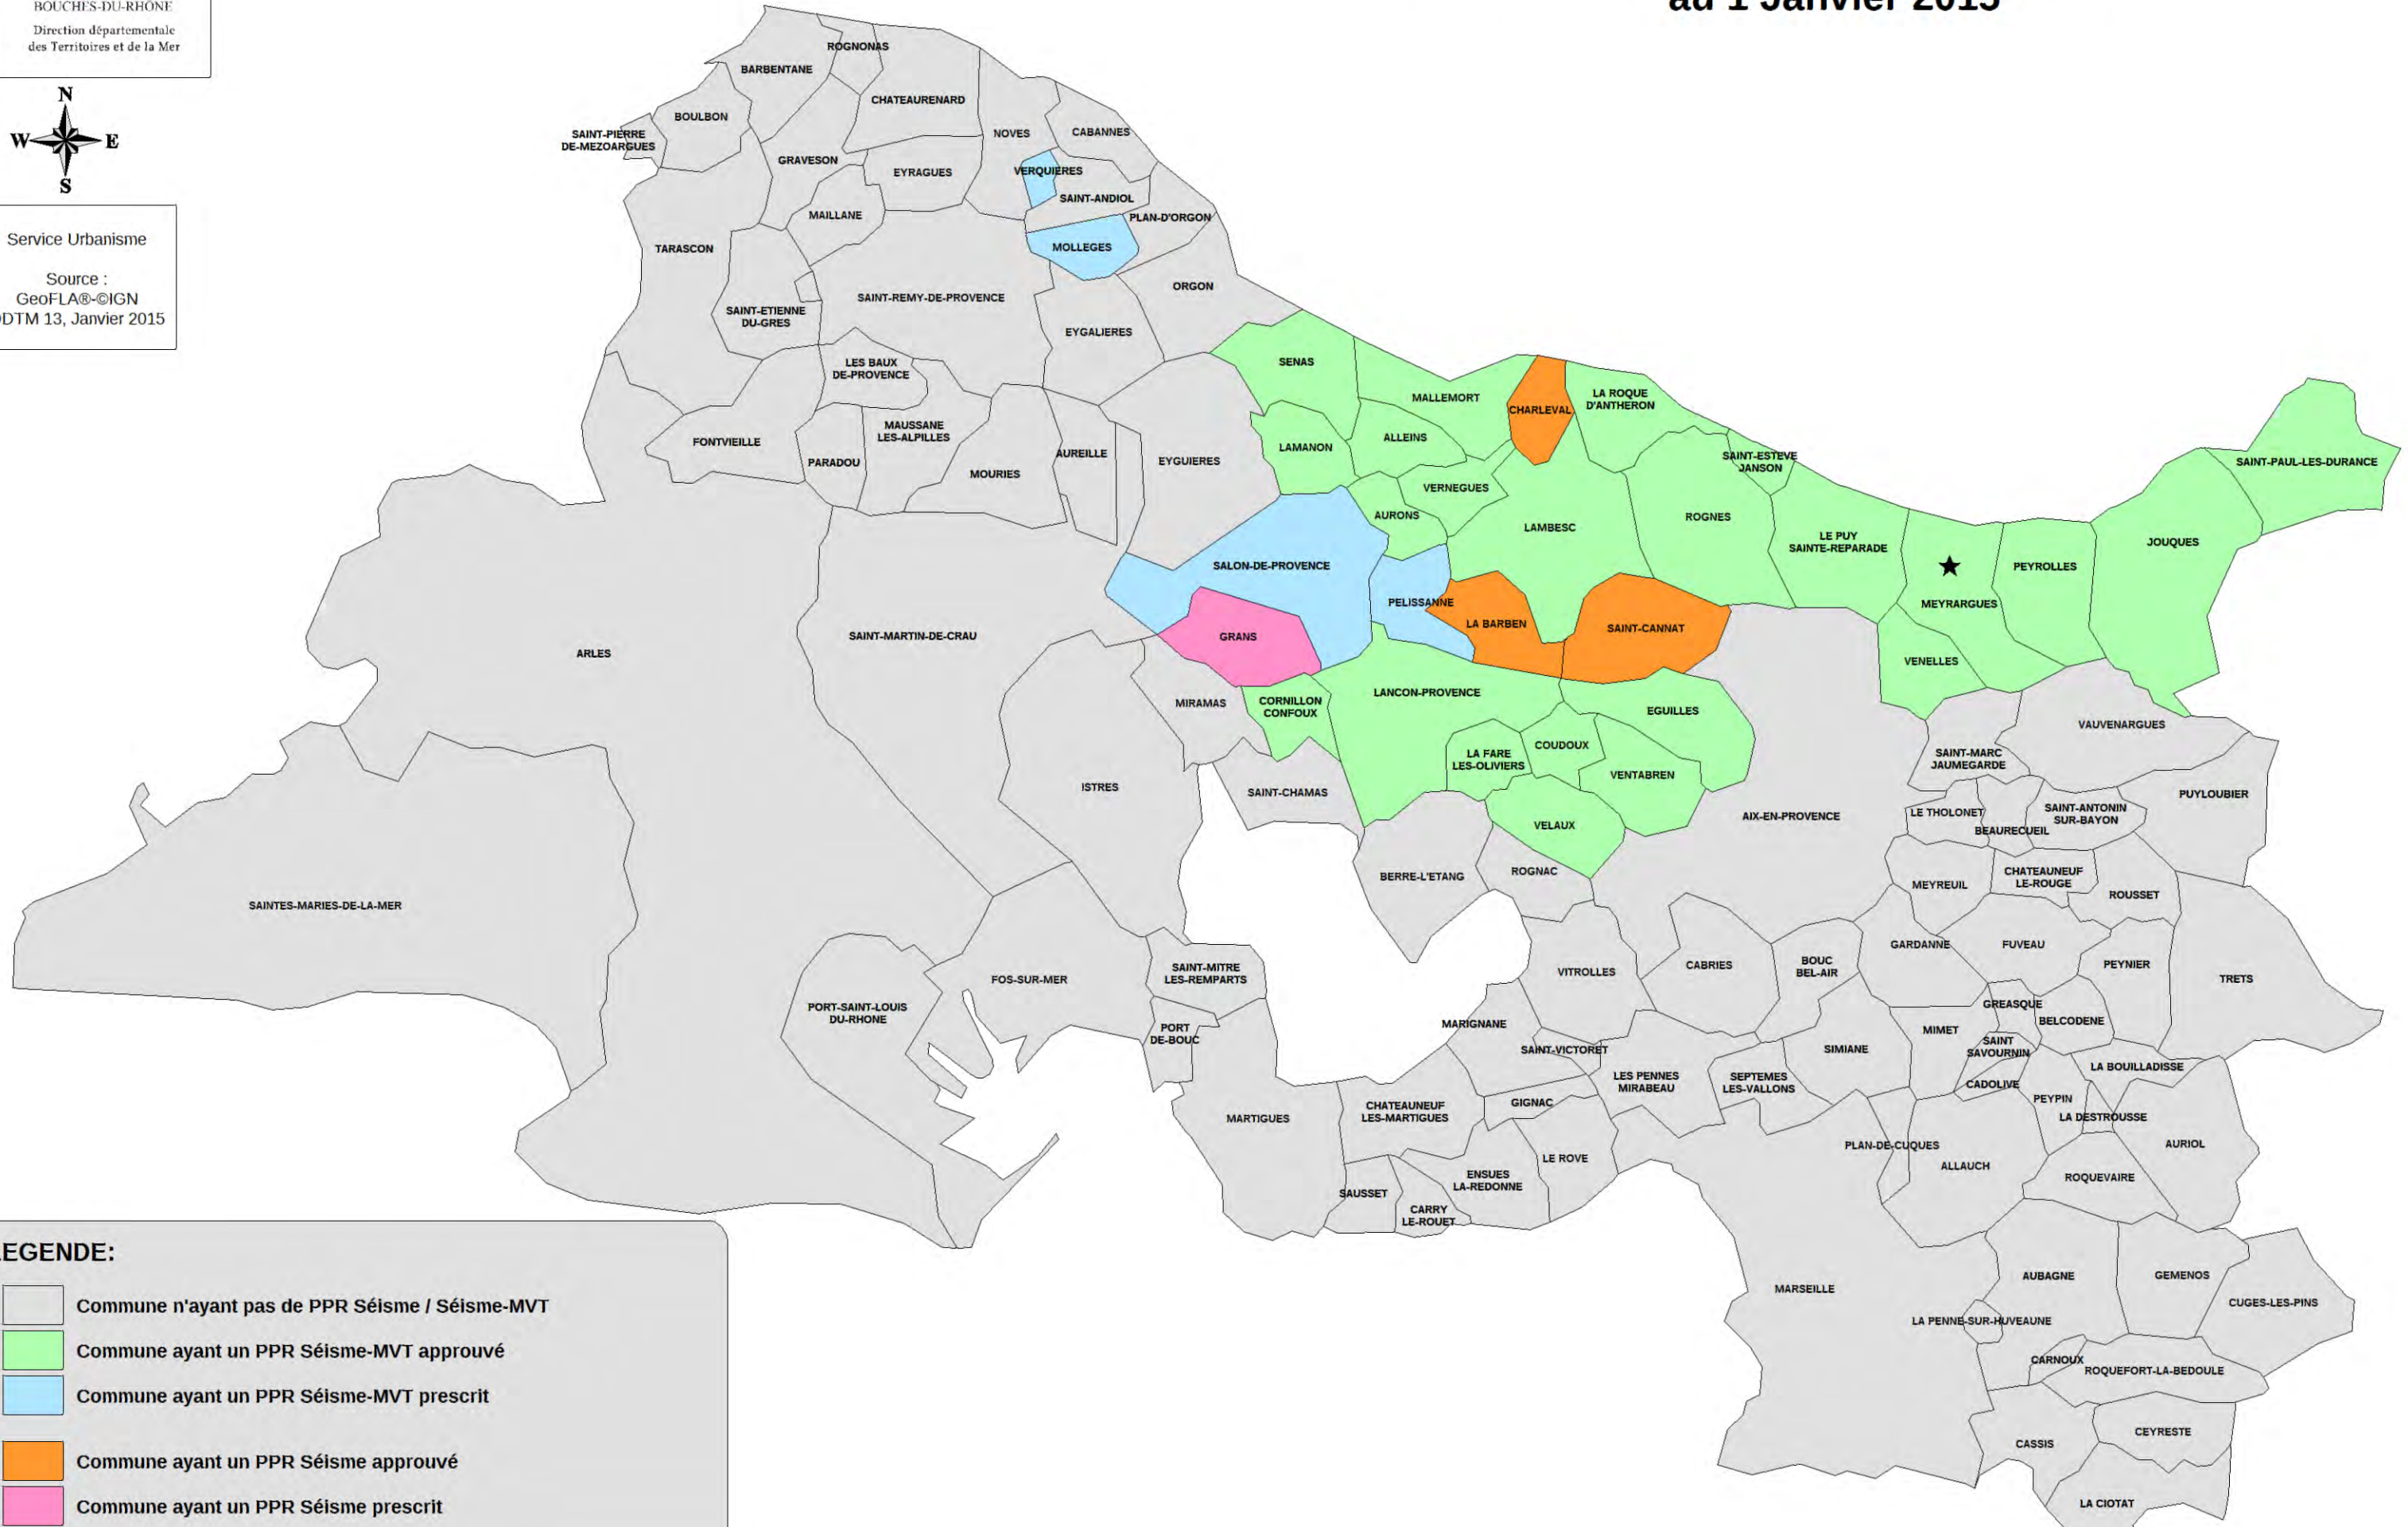 BOUCHES-DU-RHÔNE
Direction départementale
des Territoires et de la Mer
au 1 Janvier 2015
N
W
E
S
Service Urbanisme
Source :
GeoFLA®-©IGN
DDTM 13, Janvier 2015
ROGNONAS
BARBENTANE
CHATEAURENARD
BOULBON
SAINT-PIERRE
DE-MEZOARGUES
NOVES
CABANNES
GRAVESON
EYRAGUES
VERQUIERES
SAINT-ANDIOL
MAILLANE
PLAN-D'ORGON
TARASCON
MOLLEGES
ORGON
SAINT-REMY-DE-PROVENCE
SAINT-ETIENNE
DU-GRES
EYGALIERES
LES BAUX
DE-PROVENCE
SENAS
MALLEMORT
CHARLEVAL
LA ROQUE
D'ANTHERON
MAUSSANE
LES-ALPILLES
FONTVIEILLE
PARADOU
MOURIES
AUREILLE
EYGUIERES
LAMANON
ALLEINS
SAINT-ESTEVE
JANSON
SAINT-PAUL-LES-DURANCE
VERNEGUES
AURONS
LAMBESC
ROGNES
LE PUY
SAINTE-REPARADE
JOUQUES
SALON-DE-PROVENCE
PEYROLLES
PELISSANNE
MEYRARGUES
LA BARBEN
SAINT-CANNAT
GRANS
SAINT-MARTIN-DE-CRAU
ARLES
VENELLES
LANCON-PROVENCE
MIRAMAS
CORNILLON
CONFOUX
EGUILLES
VAUVENARGUES
COUDOUX
LA FARE
LES-OLIVIERS
VENTABREN
SAINT-MARC
JAUMEGARDE
ISTRES
SAINT-CHAMAS
PUYLOUBIER
LE THOLONET
SAINT-ANTONIN
SUR-BAYON
AIX-EN-PROVENCE
VELAUX
BEAURECUEIL
BERRE-L'ETANG
ROGNAC
MEYREUIL
CHATEAUNEUF
LE-ROUGE
ROUSSET
SAINTES-MARIES-DE-LA-MER
GARDANNE
FUVEAU
PEYNIER
CABRIES
BOUC
BEL-AIR
VITROLLES
SAINT-MITRE
LES-REMPARTS
FOS-SUR-MER
TRETS
PORT-SAINT-LOUIS
DU-RHONE
GREASQUE
BELCODENE
PORT
DE-BOUC
MARIGNANE
MIMET
SAINT
SAVOURNIN
SAINT-VICTORET
SIMIANE
LA BOUILLADISSE
LES PENNES
MIRABEAU
SEPTEMES
LES-VALLONS
CADOLIVE
PEYPIN
GIGNAC
CHATEAUNEUF
LES-MARTIGUES
MARTIGUES
LA DESTROUSSE
AURIOL
PLAN-DE-CUQUES
ALLAUCH
LE ROVE
ROQUEVAIRE
ENSUES
LA-REDONNE
SAUSSET
CARRY
LE-ROUET
AUBAGNE
GEMENOS
MARSEILLE
CUGES-LES-PINS
LA PENNE-SUR-HUVEAUNE
CARNOUX
ROQUEFORT-LA-BEDOULE
CEYRESTE
CASSIS
LA CIOTAT
LEGENDE:
Commune n'ayant pas de PPR Séisme / Séisme-MVT
Commune ayant un PPR Séisme-MVT approuvé
Commune ayant un PPR Séisme-MVT prescrit
Commune ayant un PPR Séisme approuvé
Commune ayant un PPR Séisme prescrit